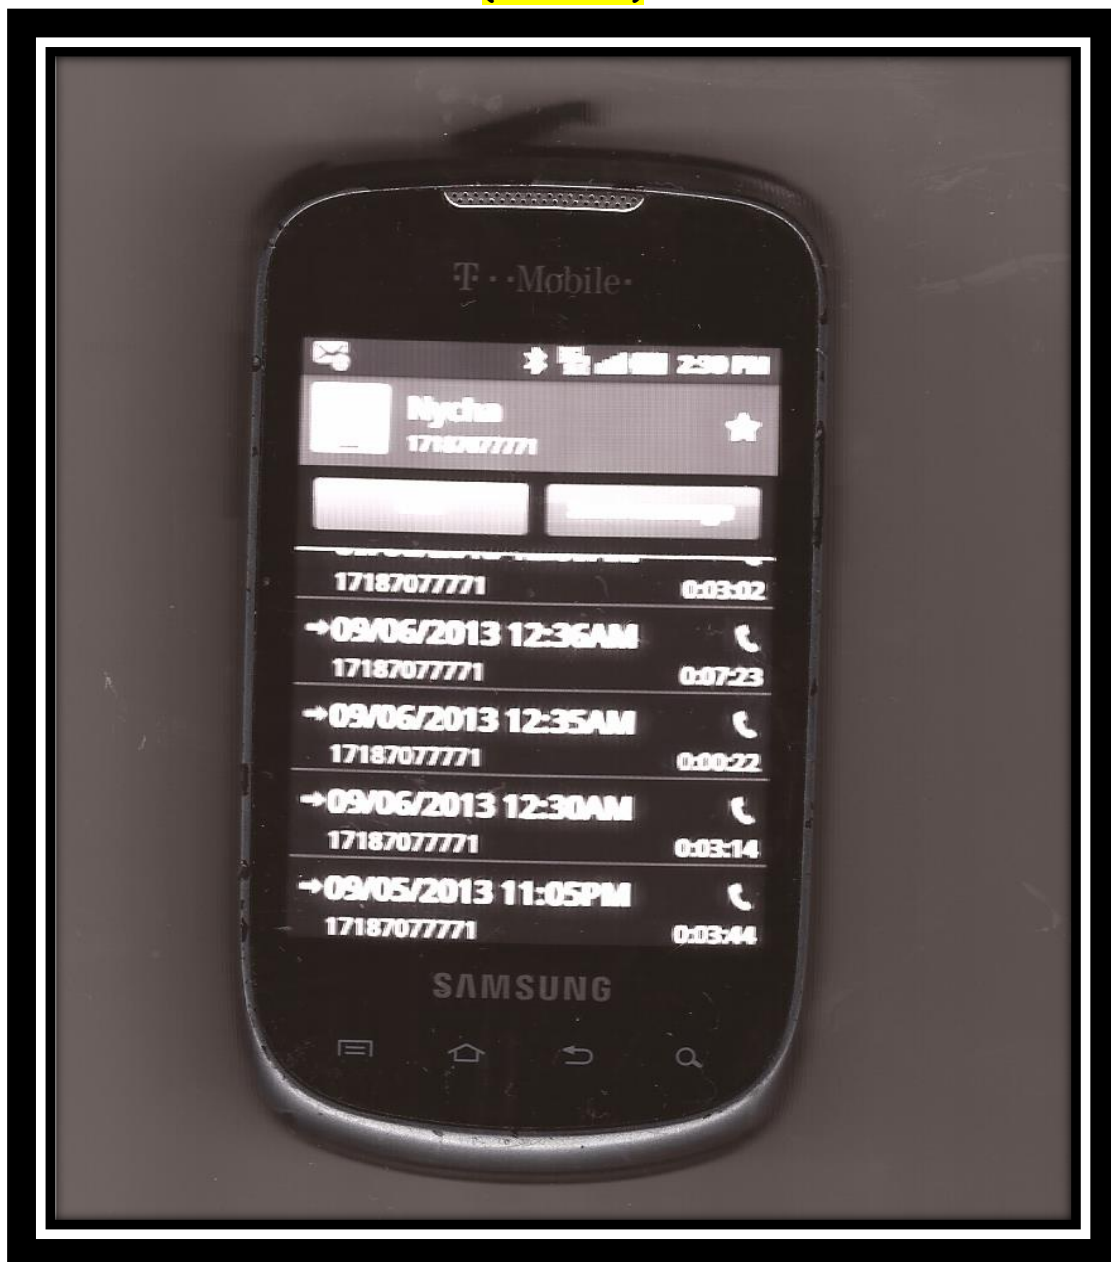 T··Mobile·
2:30 PM
Nycha
17187077771
17187077771 0:03:02
→09/06/2013 12:36AM
17187077771 0:07:23
→09/06/2013 12:35AM
17187077771 0:00:22
→09/06/2013 12:30AM
17187077771 0:03:14
→09/05/2013 11:05PM
17187077771 0:03:44
SAMSUNG